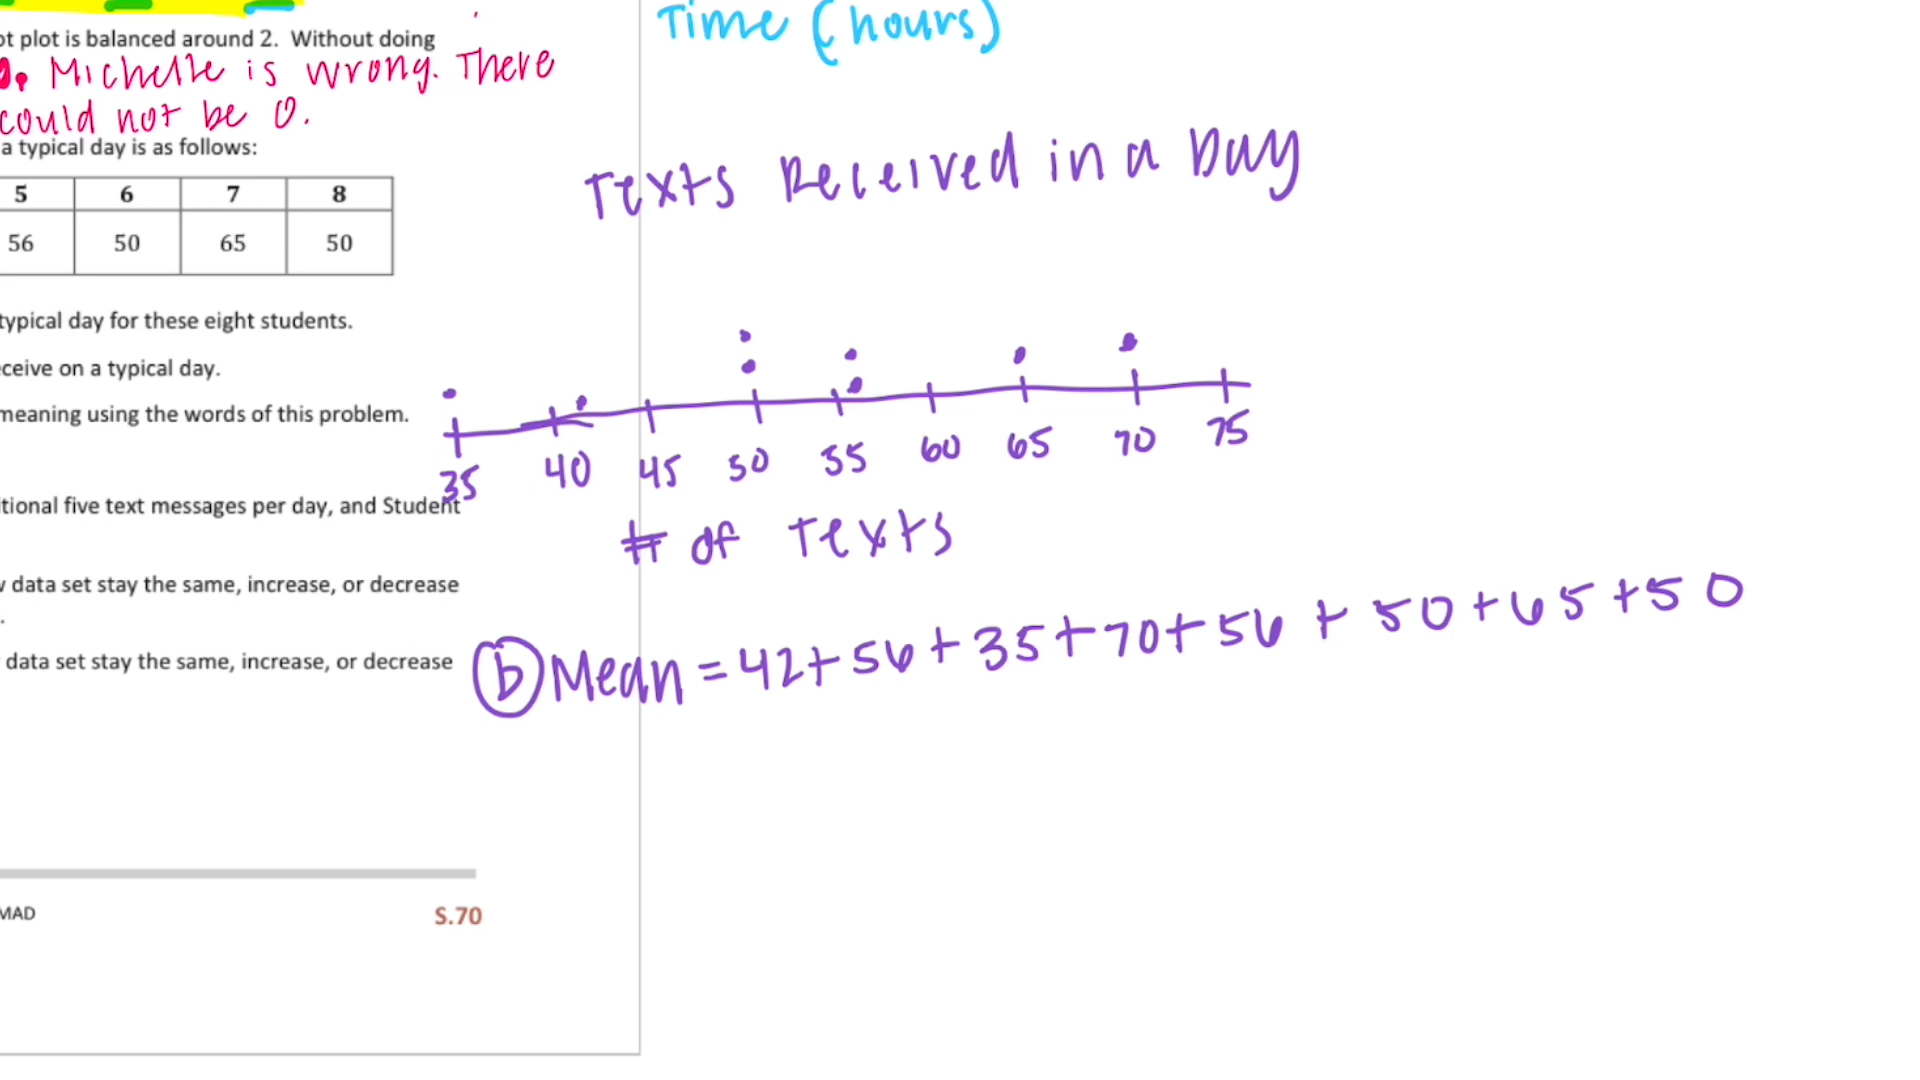 ot plot is balanced around 2. Without doing
Michelle is wrong. There
could not be 0.
a typical day is as follows:
5 6 7 8
56 50 65 50
typical day for these eight students.
ceive on a typical day.
meaning using the words of this problem.
tional five text messages per day, and Student
data set stay the same, increase, or decrease
data set stay the same, increase, or decrease
MAD
S.70
Time (hours)
Texts Received in a Day
35 40 45 50 55 60 65 70 75
# of Texts
b Mean = 42+56+35+70+56+50+65+50